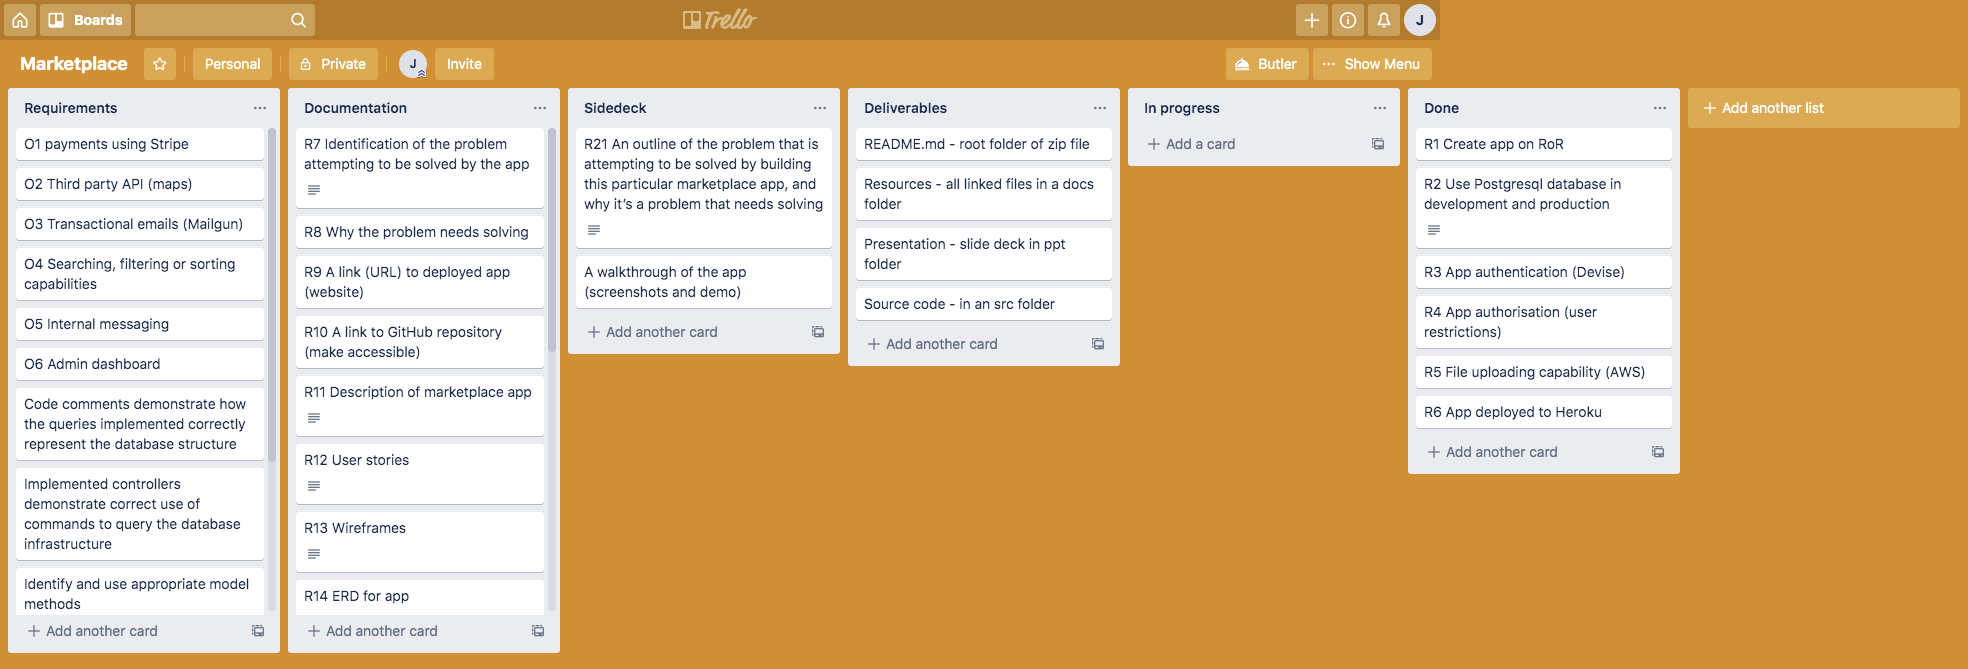 Boards
Trello
J
Marketplace
Personal
Private
J
Invite
Butler
Show Menu
Requirements
O1 payments using Stripe
O2 Third party API (maps)
O3 Transactional emails (Mailgun)
O4 Searching, filtering or sorting
capabilities
O5 Internal messaging
O6 Admin dashboard
Code comments demonstrate how
the queries implemented correctly
represent the database structure
Implemented controllers
demonstrate correct use of
commands to query the database
infrastructure
Identify and use appropriate model
methods
Add another card
Documentation
R7 Identification of the problem
attempting to be solved by the app
R8 Why the problem needs solving
R9 A link (URL) to deployed app
(website)
R10 A link to GitHub repository
(make accessible)
R11 Description of marketplace app
R12 User stories
R13 Wireframes
R14 ERD for app
Add another card
Sidedeck
R21 An outline of the problem that is
attempting to be solved by building
this particular marketplace app, and
why it's a problem that needs solving
A walkthrough of the app
(screenshots and demo)
Add another card
Deliverables
README.md - root folder of zip file
Resources - all linked files in a docs
folder
Presentation - slide deck in ppt
folder
Source code - in an src folder
Add another card
In progress
Add a card
Done
R1 Create app on RoR
R2 Use Postgresql database in
development and production
R3 App authentication (Devise)
R4 App authorisation (user
restrictions)
R5 File uploading capability (AWS)
R6 App deployed to Heroku
Add another card
Add another list